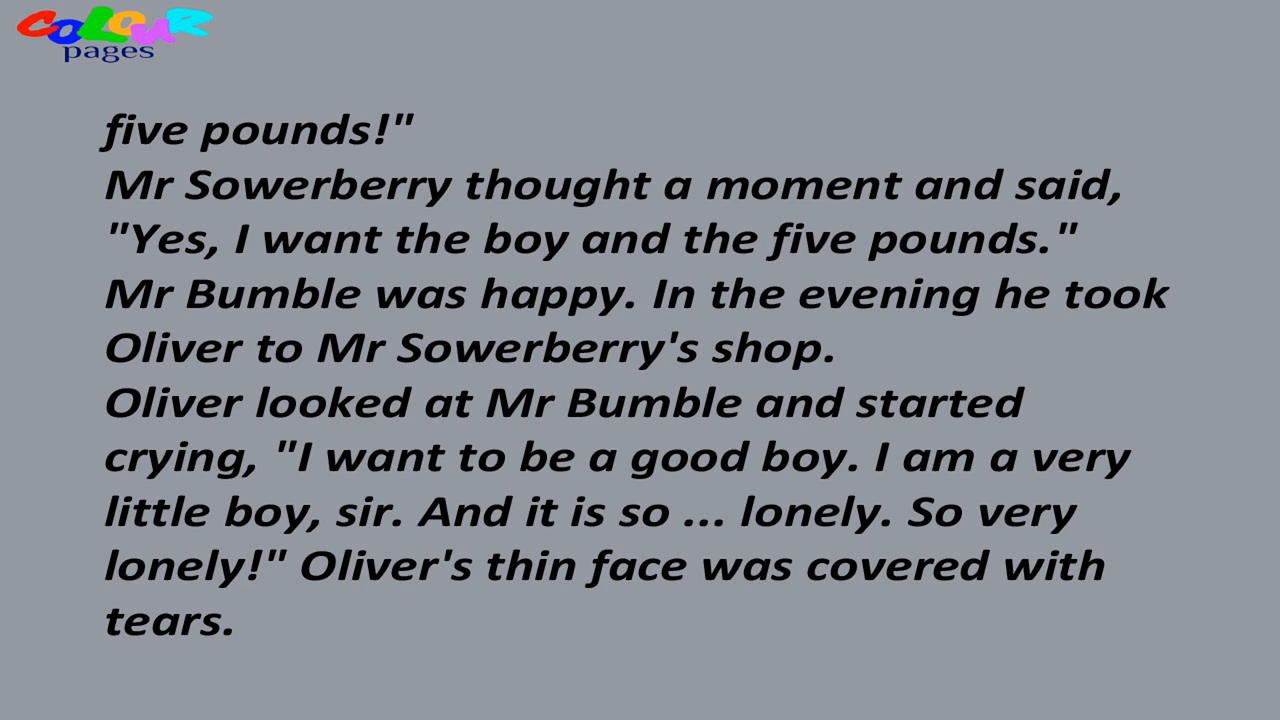 COLOUR
pages
five pounds!"
Mr Sowerberry thought a moment and said,
"Yes, I want the boy and the five pounds."
Mr Bumble was happy. In the evening he took
Oliver to Mr Sowerberry's shop.
Oliver looked at Mr Bumble and started
crying, "I want to be a good boy. I am a very
little boy, sir. And it is so ... lonely. So very
lonely!" Oliver's thin face was covered with
tears.